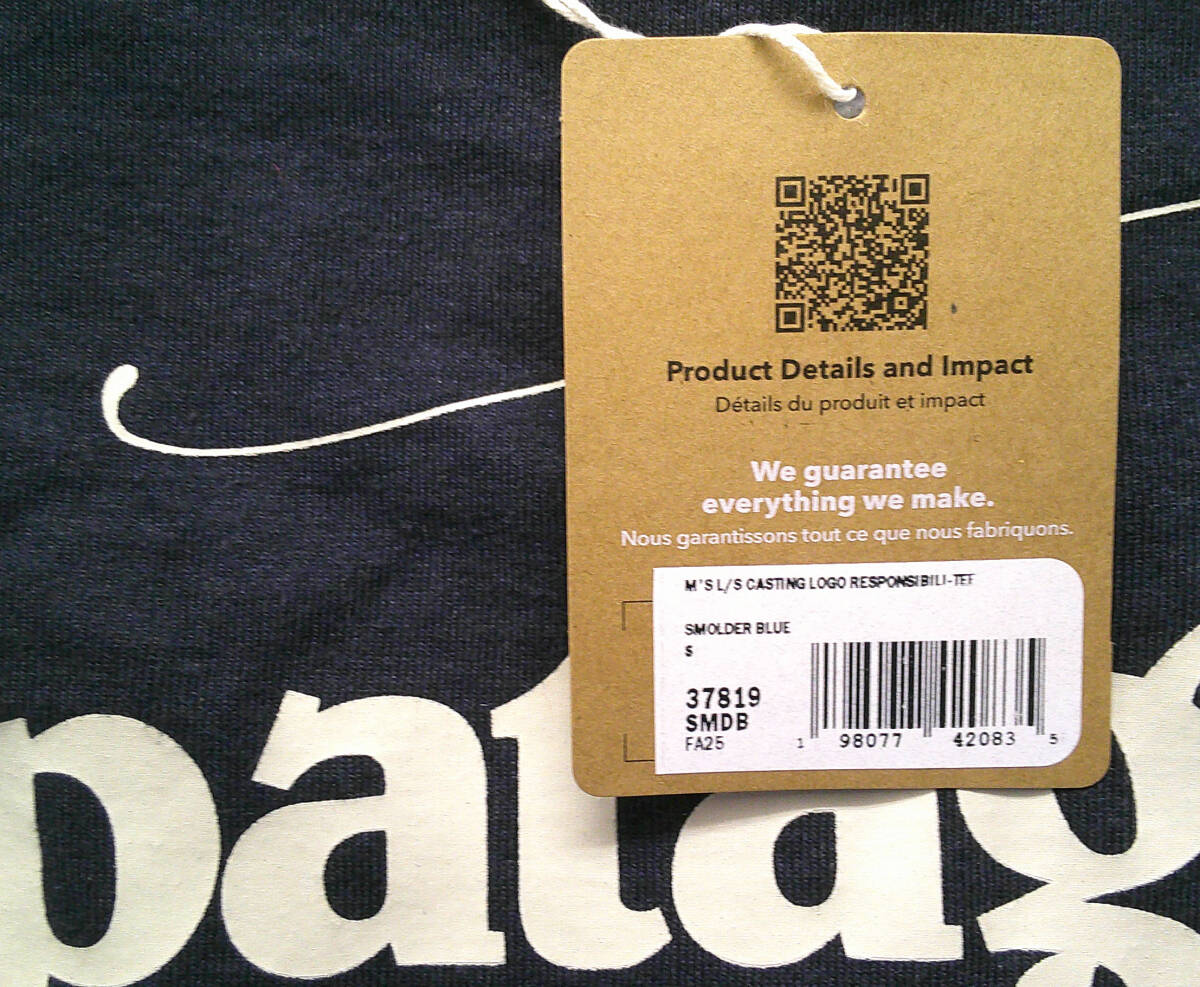 Product Details and Impact
Détails du produit et impact
We guarantee
everything we make.
Nous garantissons tout ce que nous fabriquons.
M'S L/S CASTING LOGO RESPONSIBILI-TEE
SMOLDER BLUE
S
37819
SMDB
FA25
1 98077 42083 5
patag